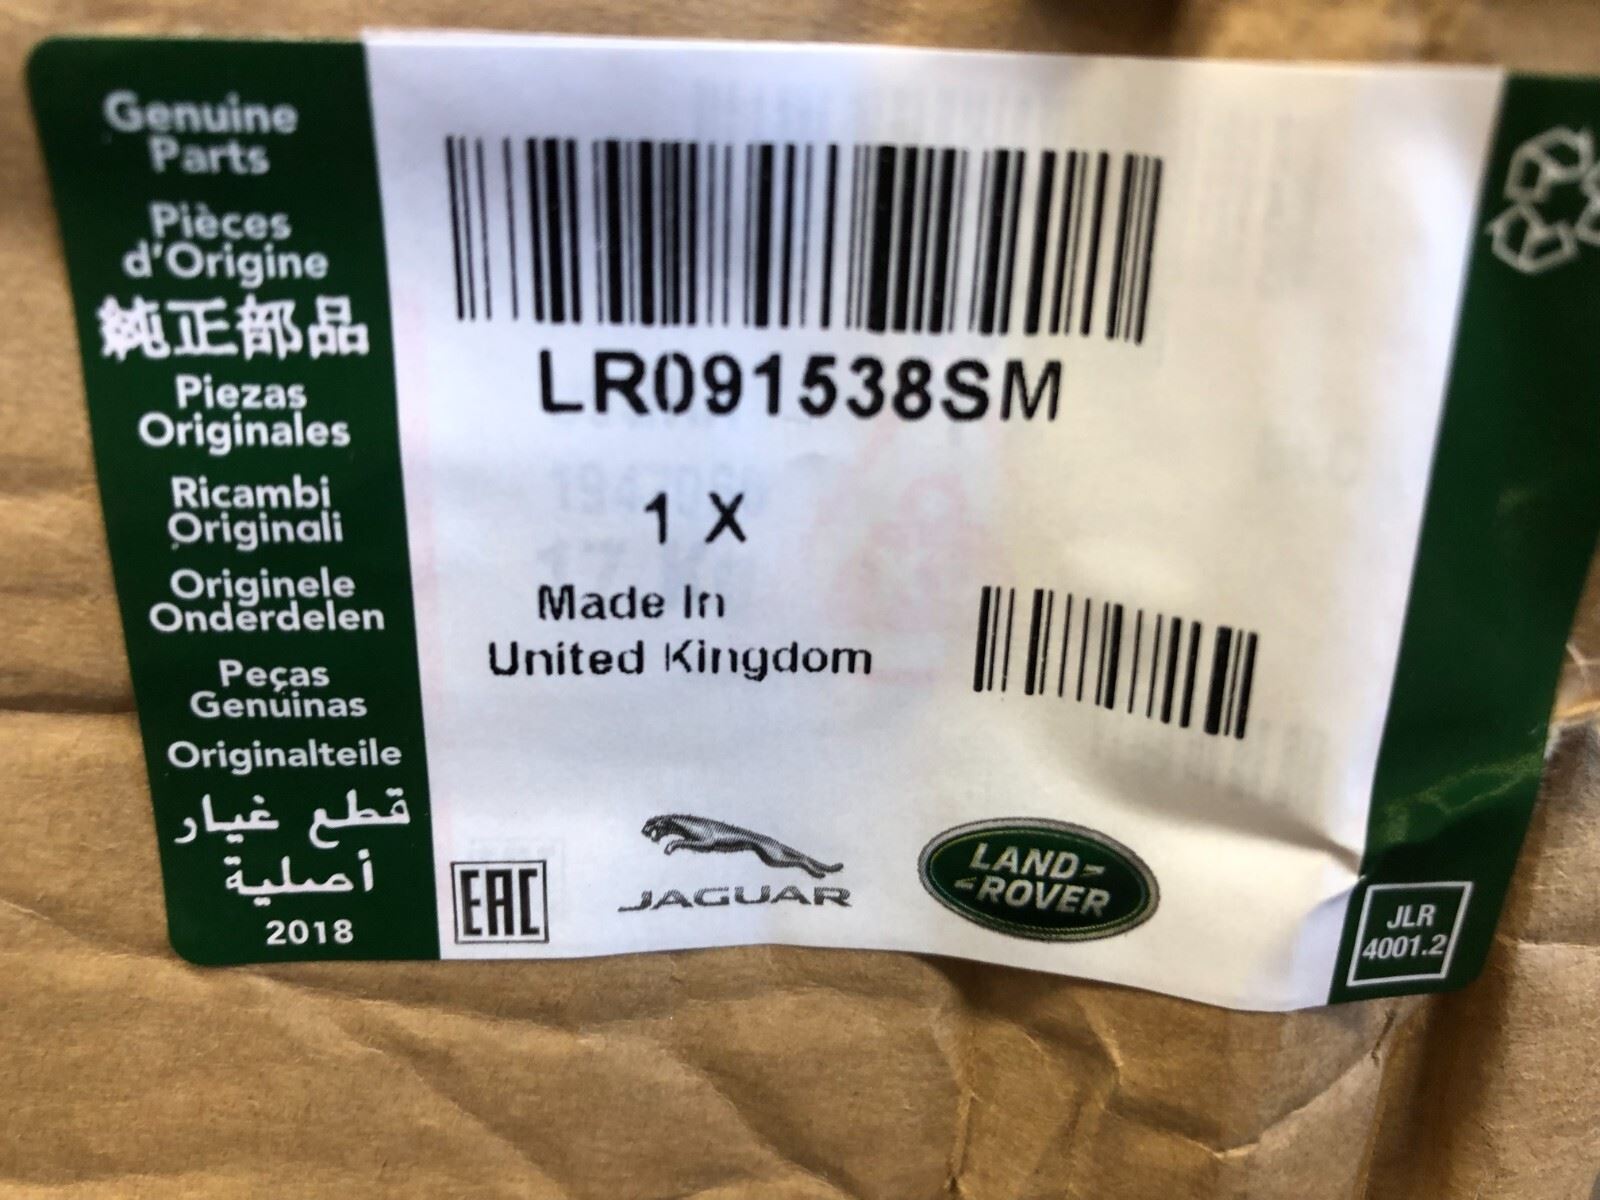 Genuine
Parts
Pièces
d'Origine
純正部品
Piezas
Originales
Ricambi
Originali
Originele
Onderdelen
Peças
Genuinas
Originalteile
قطع غيار
أصلية
2018
LR091538SM
1 X
Made In
United Kingdom
EAC
JAGUAR
LAND
ROVER
JLR
4001.2